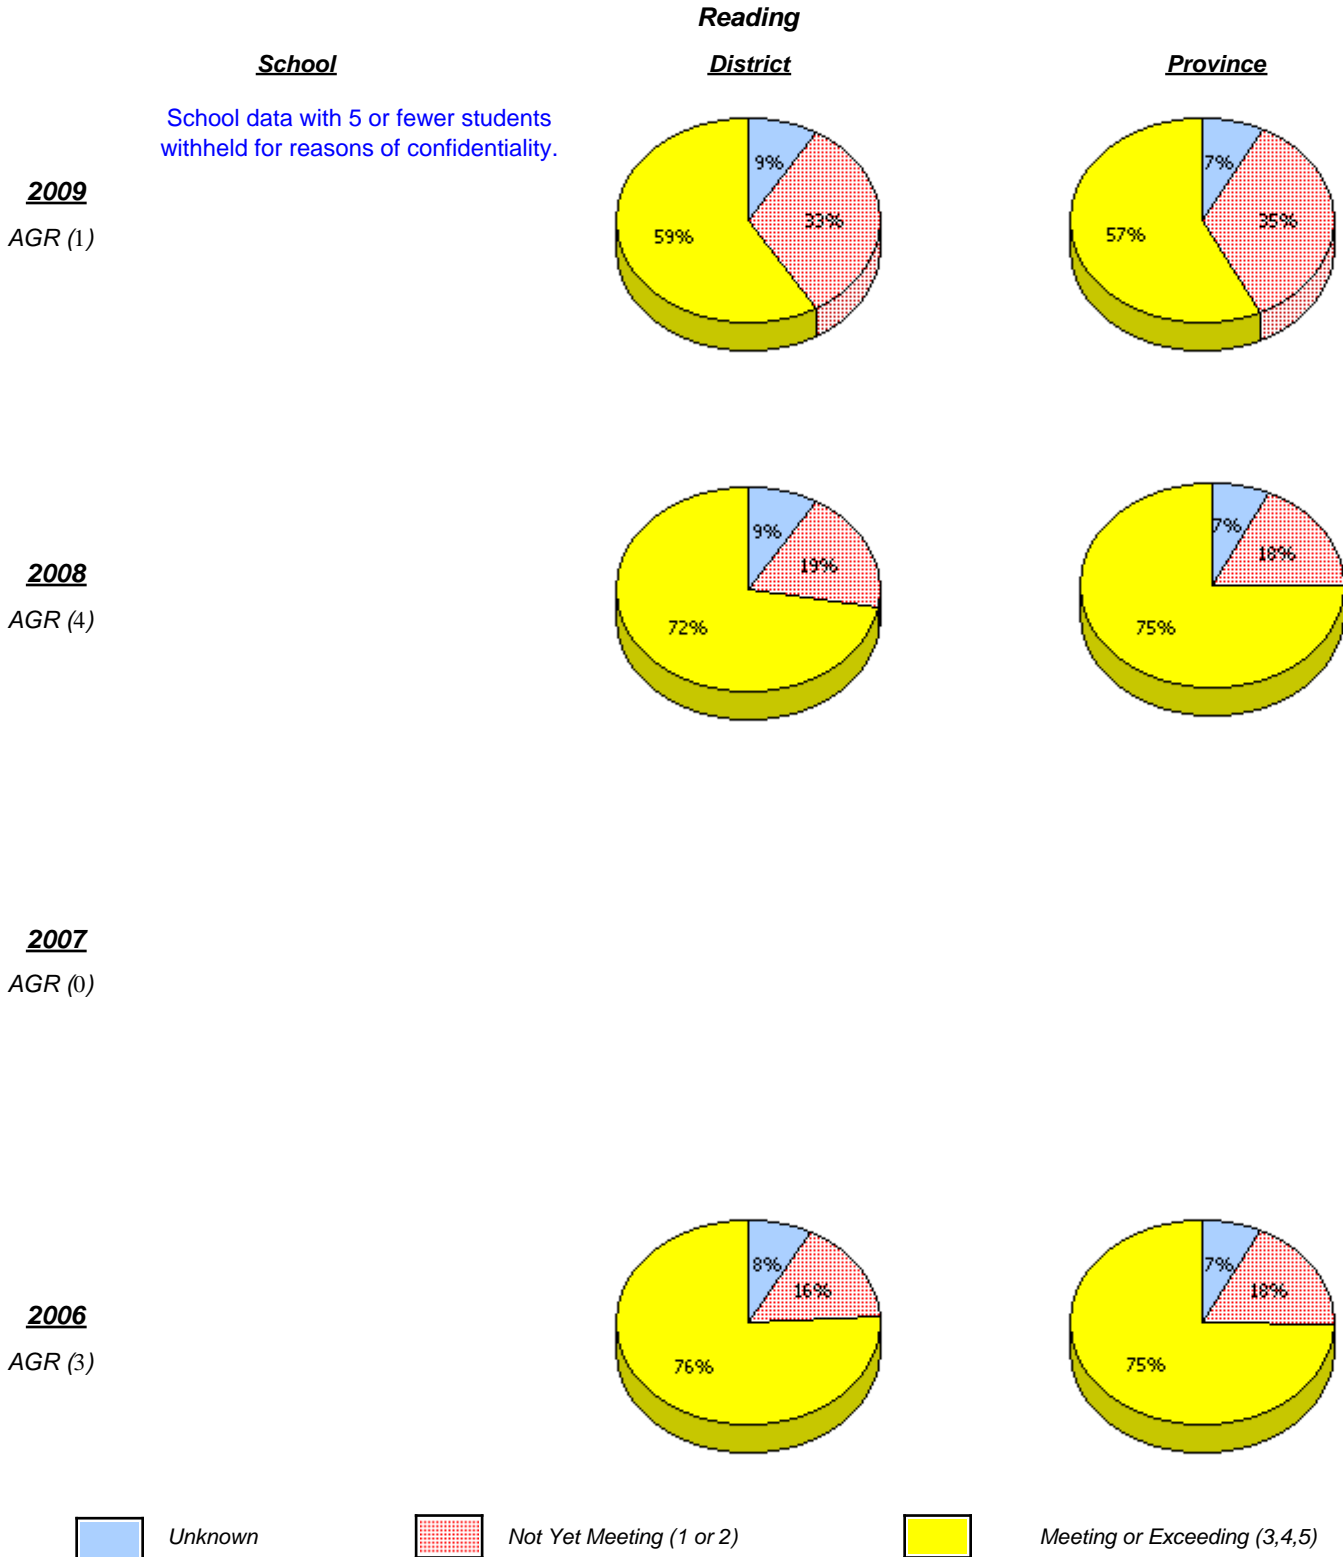 Reading
School District Province
School data with 5 or fewer students
withheld for reasons of confidentiality.
2009
AGR (1)
9% 33% 59%
7% 35% 57%
2008
AGR (4)
9% 19% 72%
7% 18% 75%
2007
AGR (0)
2006
AGR (3)
8% 16% 76%
7% 18% 75%
Unknown Not Yet Meeting (1 or 2) Meeting or Exceeding (3,4,5)